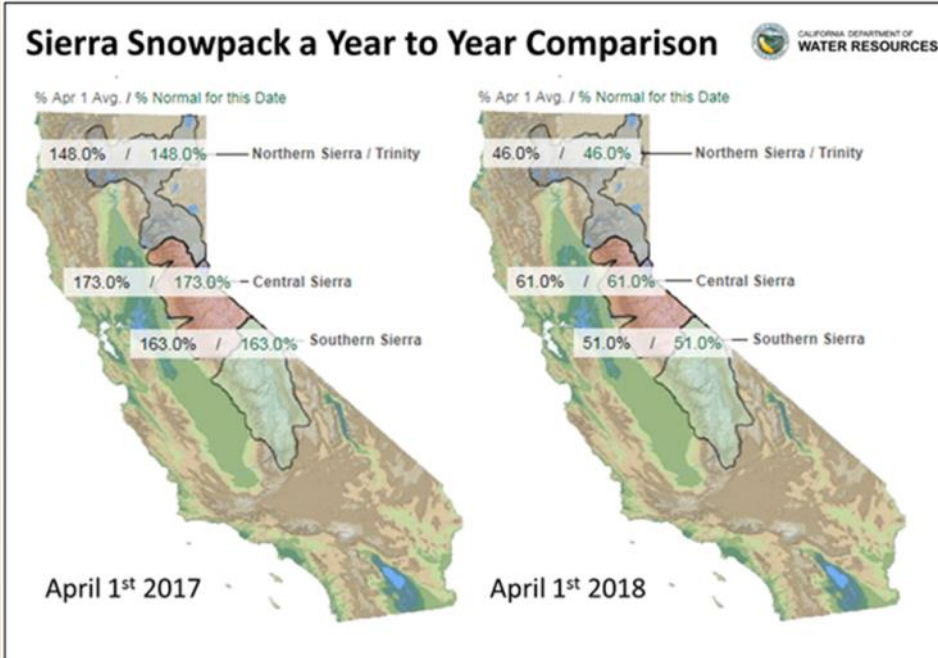 Sierra Snowpack a Year to Year Comparison
CALIFORNIA DEPARTMENT OF
WATER RESOURCES
% Apr 1 Avg. / % Normal for this Date
148.0% / 148.0% Northern Sierra / Trinity
173.0% / 173.0% Central Sierra
163.0% / 163.0% Southern Sierra
April 1st 2017
% Apr 1 Avg. / % Normal for this Date
46.0% / 46.0% Northern Sierra / Trinity
61.0% / 61.0% Central Sierra
51.0% / 51.0% Southern Sierra
April 1st 2018